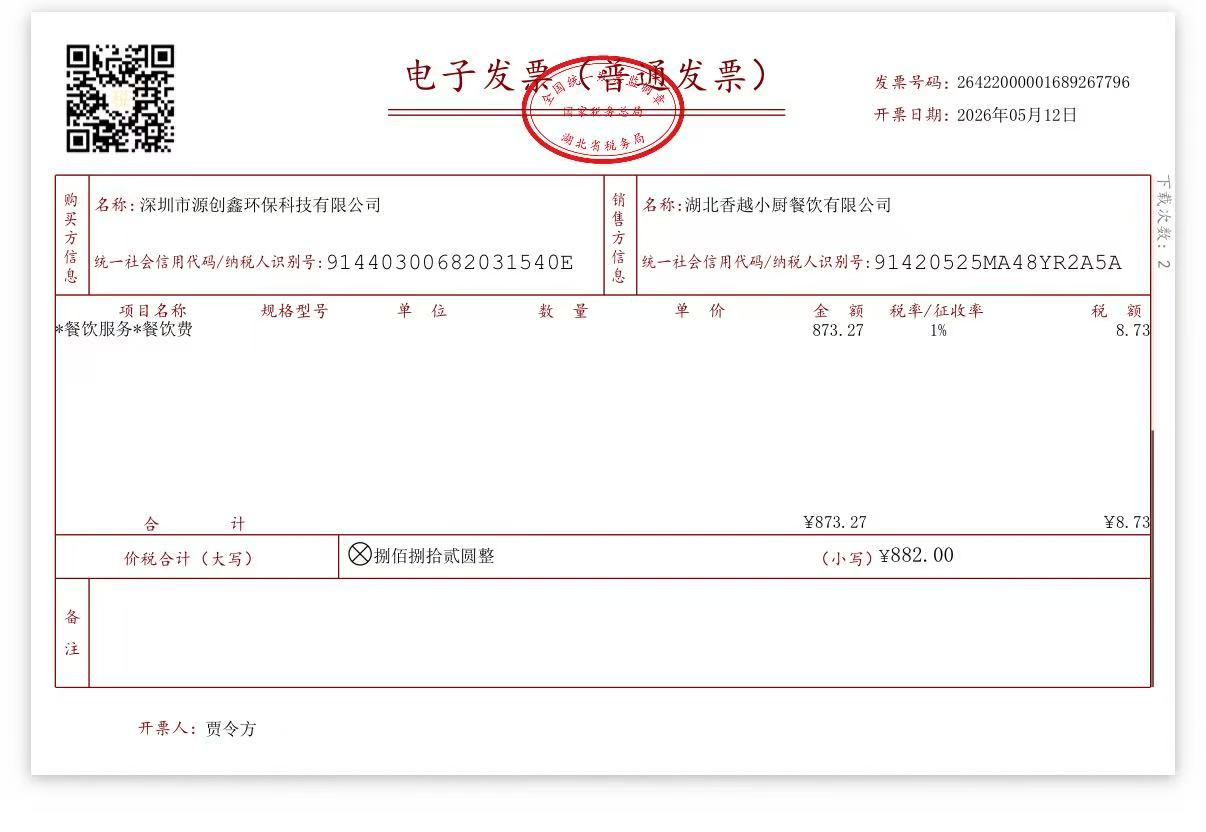 电子发票（普通发票）
全国统一发票监制章
国家税务总局
湖北省税务局
发票号码：26422000001689267796
开票日期：2026年05月12日
购买方信息
名称：深圳市源创鑫环保科技有限公司
统一社会信用代码/纳税人识别号：91440300682031540E
销售方信息
名称：湖北香越小厨餐饮有限公司
统一社会信用代码/纳税人识别号：91420525MA48YR2A5A
下载次数：2
项目名称 规格型号 单 位 数 量 单 价 金 额 税率/征收率 税 额
*餐饮服务*餐饮费 873.27 1% 8.73
合 计 ¥873.27 ¥8.73
价税合计（大写） ⊗捌佰捌拾贰圆整 （小写）¥882.00
备注
开票人：贾令方